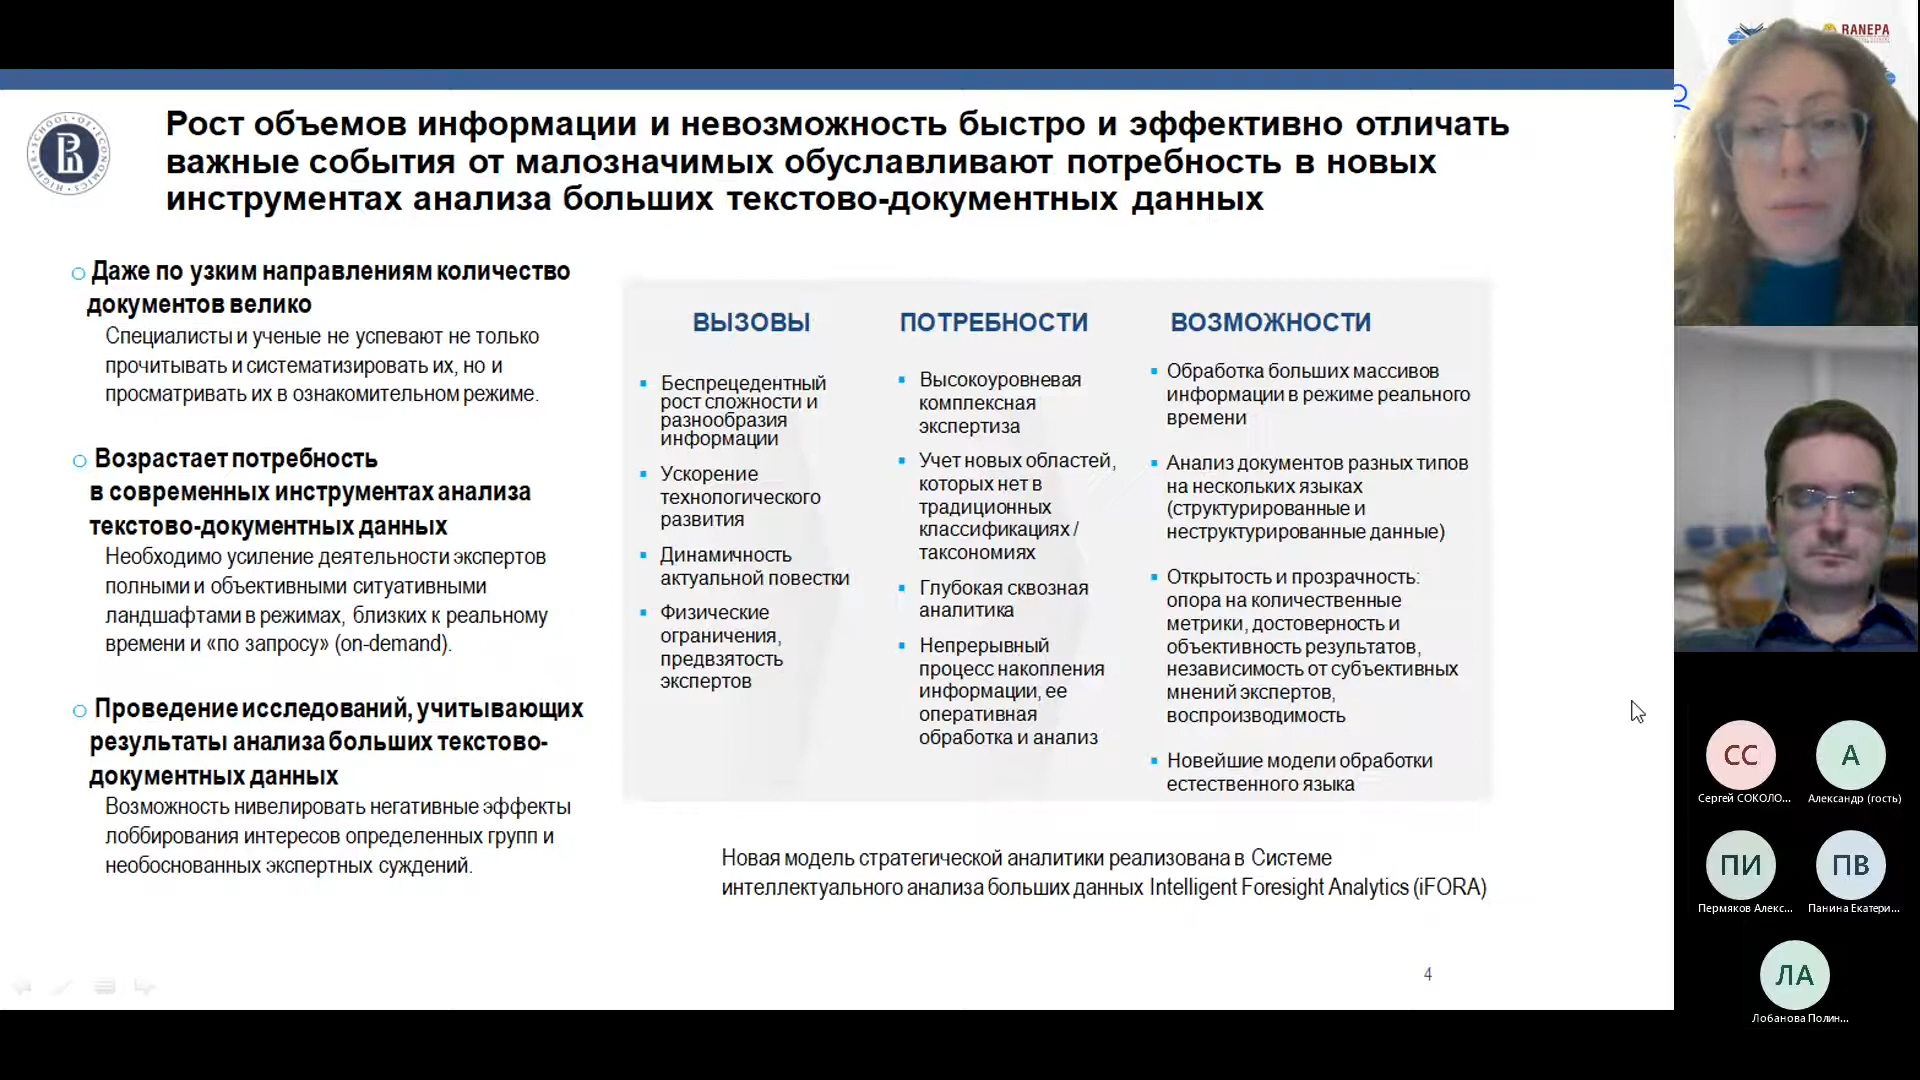 Рост объемов информации и невозможность быстро и эффективно отличать
важные события от малозначимых обуславливают потребность в новых
инструментах анализа больших текстово-документных данных
HIGHER SCHOOL OF ECONOMICS
Даже по узким направлениям количество
документов велико
Специалисты и ученые не успевают не только
прочитывать и систематизировать их, но и
просматривать их в ознакомительном режиме.
Возрастает потребность
в современных инструментах анализа
текстово-документных данных
Необходимо усиление деятельности экспертов
полными и объективными ситуативными
ландшафтами в режимах, близких к реальному
времени и «по запросу» (on-demand).
Проведение исследований, учитывающих
результаты анализа больших текстово-
документных данных
Возможность нивелировать негативные эффекты
лоббирования интересов определенных групп и
необоснованных экспертных суждений.
ВЫЗОВЫ
Беспрецедентный
рост сложности и
разнообразия
информации
Ускорение
технологического
развития
Динамичность
актуальной повестки
Физические
ограничения,
предвзятость
экспертов
ПОТРЕБНОСТИ
Высокоуровневая
комплексная
экспертиза
Учет новых областей,
которых нет в
традиционных
классификациях /
таксономиях
Глубокая сквозная
аналитика
Непрерывный
процесс накопления
информации, ее
оперативная
обработка и анализ
ВОЗМОЖНОСТИ
Обработка больших массивов
информации в режиме реального
времени
Анализ документов разных типов
на нескольких языках
(структурированные и
неструктурированные данные)
Открытость и прозрачность:
опора на количественные
метрики, достоверность и
объективность результатов,
независимость от субъективных
мнений экспертов,
воспроизводимость
Новейшие модели обработки
естественного языка
Новая модель стратегической аналитики реализована в Системе
интеллектуального анализа больших данных Intelligent Foresight Analytics (iFORA)
4
RANEPA
СС
Сергей СОКОЛО...
А
Александр (гость)
ПИ
Пермяков Алекс...
ПВ
Панина Екатери...
ЛА
Лобанова Полин...